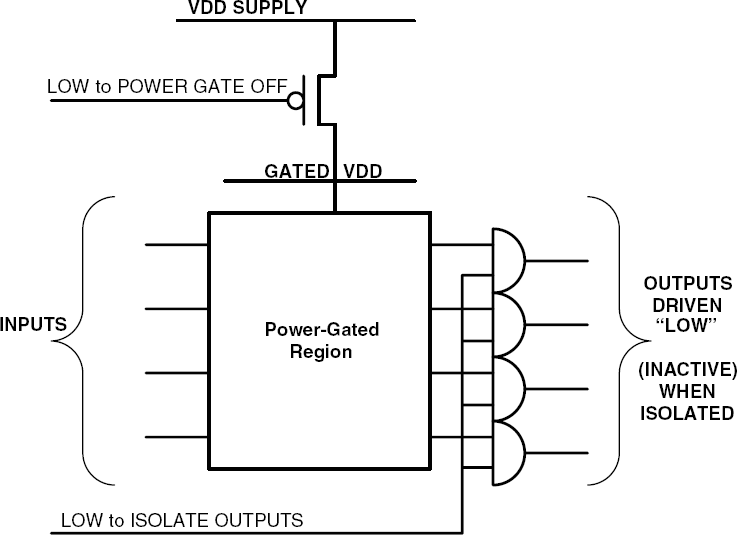 VDD SUPPLY
LOW to POWER GATE OFF
GATED VDD
INPUTS
Power-Gated
Region
OUTPUTS
DRIVEN
“LOW”
(INACTIVE)
WHEN
ISOLATED
LOW to ISOLATE OUTPUTS